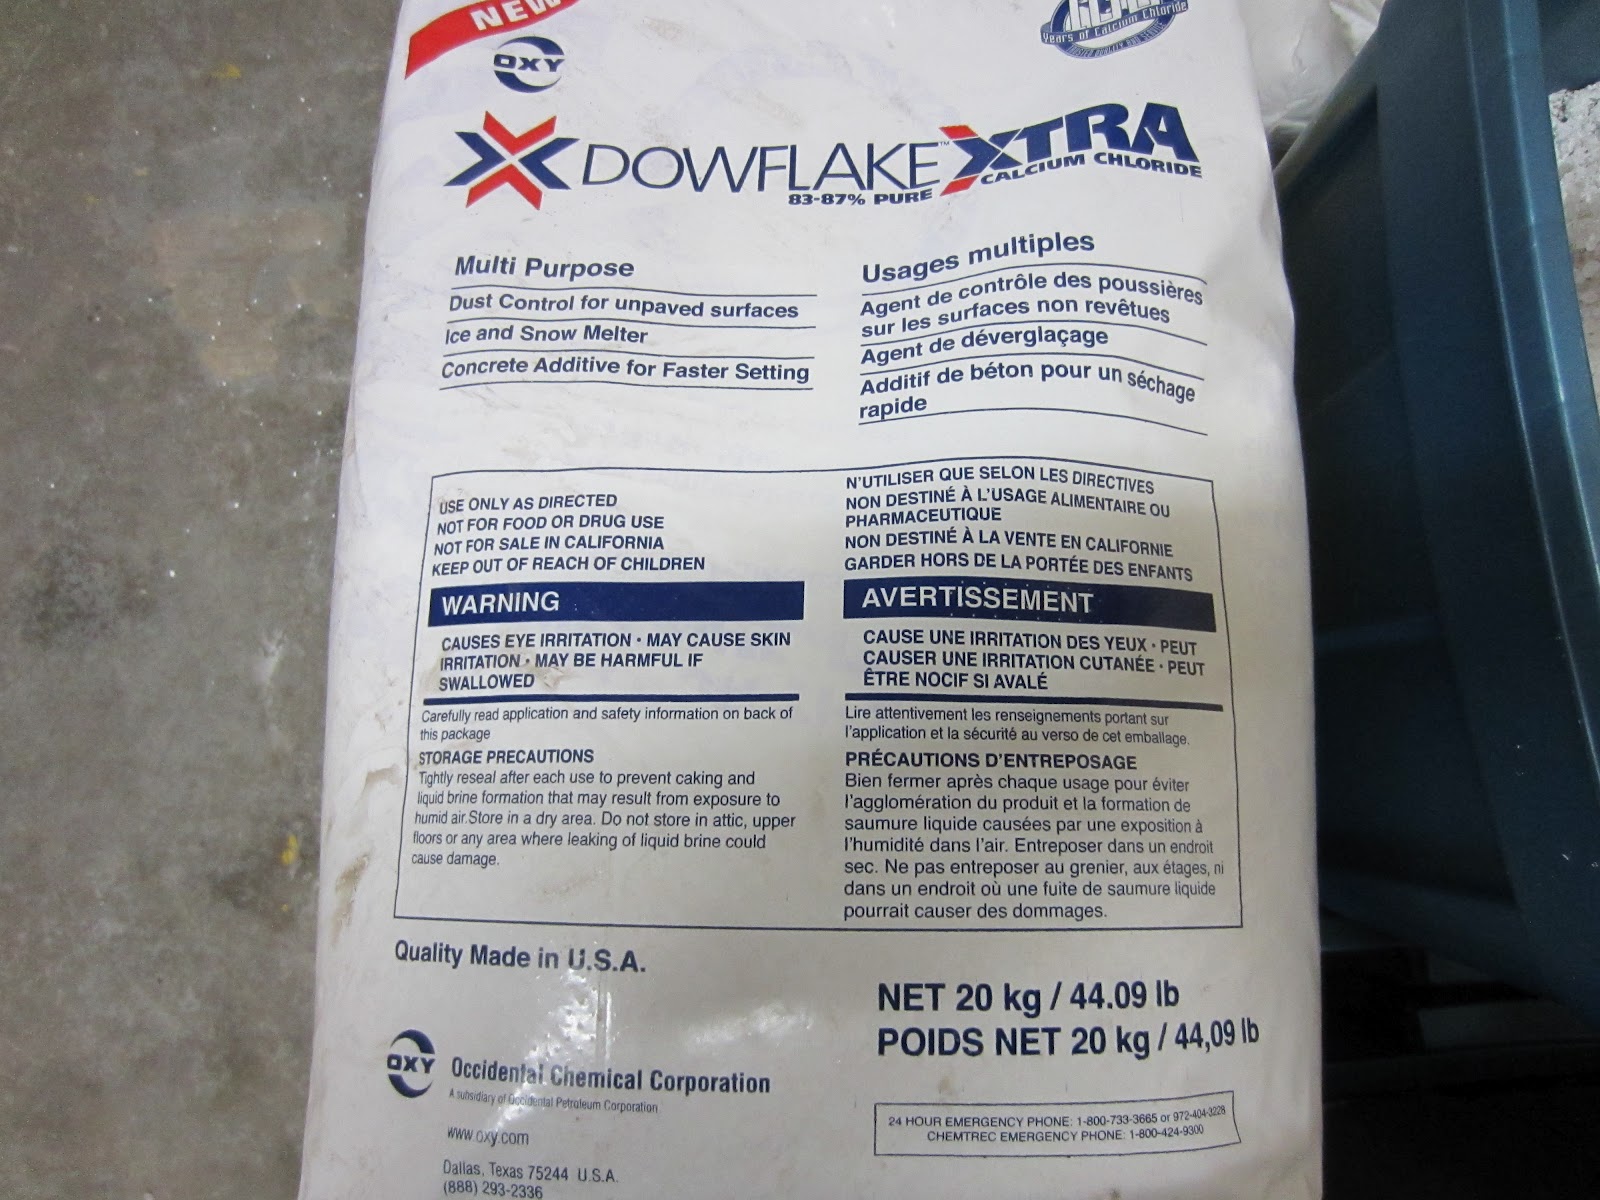 NEW
OXY
Years of Calcium Chloride
DOWFLAKE™ XTRA
83-87% PURE CALCIUM CHLORIDE
Multi Purpose
Dust Control for unpaved surfaces
Ice and Snow Melter
Concrete Additive for Faster Setting
Usages multiples
Agent de contrôle des poussières
sur les surfaces non revêtues
Agent de déverglaçage
Additif de béton pour un séchage
rapide
USE ONLY AS DIRECTED
NOT FOR FOOD OR DRUG USE
NOT FOR SALE IN CALIFORNIA
KEEP OUT OF REACH OF CHILDREN
WARNING
CAUSES EYE IRRITATION • MAY CAUSE SKIN
IRRITATION • MAY BE HARMFUL IF
SWALLOWED
Carefully read application and safety information on back of
this package
STORAGE PRECAUTIONS
Tightly reseal after each use to prevent caking and
liquid brine formation that may result from exposure to
humid air.Store in a dry area. Do not store in attic, upper
floors or any area where leaking of liquid brine could
cause damage.
N'UTILISER QUE SELON LES DIRECTIVES
NON DESTINÉ À L'USAGE ALIMENTAIRE OU
PHARMACEUTIQUE
NON DESTINÉ À LA VENTE EN CALIFORNIE
GARDER HORS DE LA PORTÉE DES ENFANTS
AVERTISSEMENT
CAUSE UNE IRRITATION DES YEUX • PEUT
CAUSER UNE IRRITATION CUTANÉE • PEUT
ÊTRE NOCIF SI AVALÉ
Lire attentivement les renseignements portant sur
l'application et la sécurité au verso de cet emballage.
PRÉCAUTIONS D'ENTREPOSAGE
Bien fermer après chaque usage pour éviter
l'agglomération du produit et la formation de
saumure liquide causées par une exposition à
l'humidité dans l'air. Entreposer dans un endroit
sec. Ne pas entreposer au grenier, aux étages, ni
dans un endroit où une fuite de saumure liquide
pourrait causer des dommages.
Quality Made in U.S.A.
NET 20 kg / 44.09 lb
POIDS NET 20 kg / 44,09 lb
OXY Occidental Chemical Corporation
A subsidiary of Occidental Petroleum Corporation
www.oxy.com
Dallas, Texas 75244 U.S.A.
(888) 293-2336
24 HOUR EMERGENCY PHONE: 1-800-733-3665 or 972-404-3228
CHEMTREC EMERGENCY PHONE: 1-800-424-9300